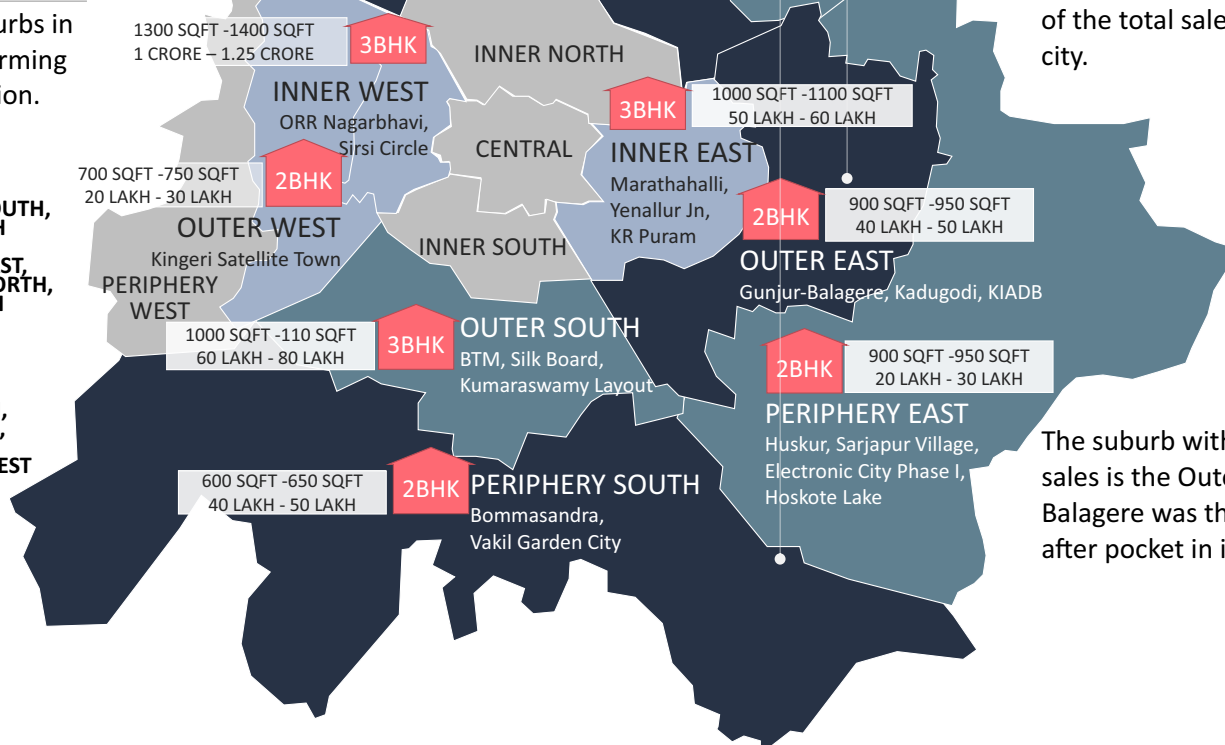 urbs in
rming
ion.
OUTH,
H
ST,
ORTH,
H
,
,
EST
1300 SQFT -1400 SQFT
1 CRORE – 1.25 CRORE
3BHK
INNER WEST
ORR Nagarbhavi,
Sirsi Circle
INNER NORTH
CENTRAL
INNER SOUTH
3BHK
1000 SQFT -1100 SQFT
50 LAKH - 60 LAKH
INNER EAST
Marathahalli,
Yenallur Jn,
KR Puram
700 SQFT -750 SQFT
20 LAKH - 30 LAKH
2BHK
OUTER WEST
Kingeri Satellite Town
PERIPHERY
WEST
2BHK
900 SQFT -950 SQFT
40 LAKH - 50 LAKH
OUTER EAST
Gunjur-Balagere, Kadugodi, KIADB
1000 SQFT -110 SQFT
60 LAKH - 80 LAKH
3BHK
OUTER SOUTH
BTM, Silk Board,
Kumaraswamy Layout
2BHK
900 SQFT -950 SQFT
20 LAKH - 30 LAKH
PERIPHERY EAST
Huskur, Sarjapur Village,
Electronic City Phase I,
Hoskote Lake
600 SQFT -650 SQFT
40 LAKH - 50 LAKH
2BHK
PERIPHERY SOUTH
Bommasandra,
Vakil Garden City
of the total sale
city.
The suburb with
sales is the Oute
Balagere was th
after pocket in i